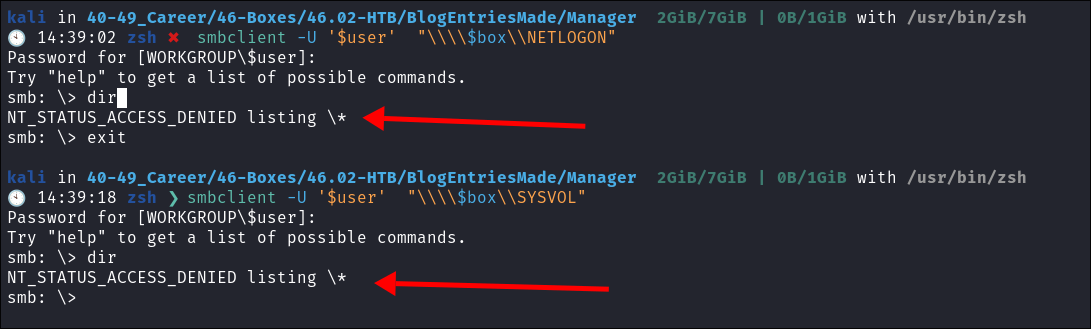 kali in 40-49_Career/46-Boxes/46.02-HTB/BlogEntriesMade/Manager  2GiB/7GiB | 0B/1GiB with /usr/bin/zsh
🕙 14:39:02 zsh ✖  smbclient -U '$user'  "\\\\$box\\NETLOGON"
Password for [WORKGROUP\$user]:
Try "help" to get a list of possible commands.
smb: \> dir
NT_STATUS_ACCESS_DENIED listing \*
smb: \> exit
kali in 40-49_Career/46-Boxes/46.02-HTB/BlogEntriesMade/Manager  2GiB/7GiB | 0B/1GiB with /usr/bin/zsh
🕙 14:39:18 zsh ❯ smbclient -U '$user'  "\\\\$box\\SYSVOL"
Password for [WORKGROUP\$user]:
Try "help" to get a list of possible commands.
smb: \> dir
NT_STATUS_ACCESS_DENIED listing \*
smb: \>